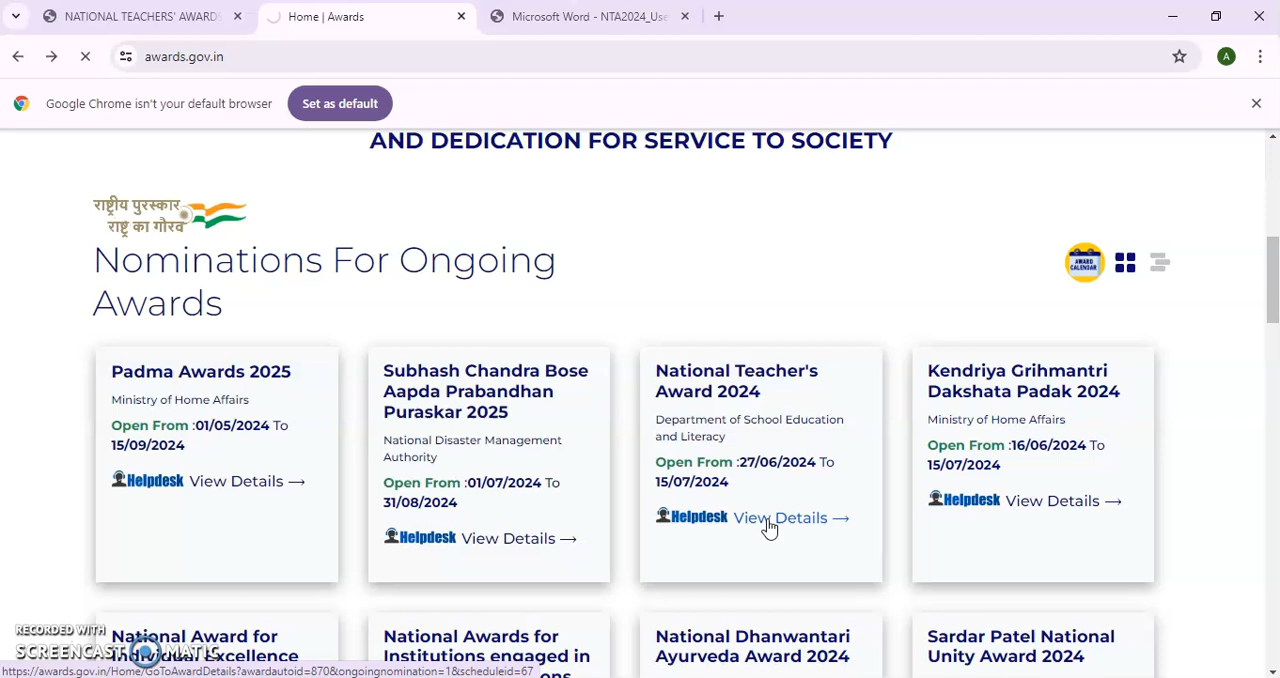 NATIONAL TEACHERS' AWARDS
Home | Awards
Microsoft Word - NTA2024_Use
awards.gov.in
A
Google Chrome isn't your default browser
Set as default
AND DEDICATION FOR SERVICE TO SOCIETY
राष्ट्रीय पुरस्कार
राष्ट्र का गौरव
Nominations For Ongoing
Awards
AWARD
CALENDAR
Padma Awards 2025
Ministry of Home Affairs
Open From :01/05/2024 To
15/09/2024
Helpdesk View Details →
Subhash Chandra Bose
Aapda Prabandhan
Puraskar 2025
National Disaster Management
Authority
Open From :01/07/2024 To
31/08/2024
Helpdesk View Details →
National Teacher's
Award 2024
Department of School Education
and Literacy
Open From :27/06/2024 To
15/07/2024
Helpdesk View Details →
Kendriya Grihmantri
Dakshata Padak 2024
Ministry of Home Affairs
Open From :16/06/2024 To
15/07/2024
Helpdesk View Details →
National Award for
Individual Excellence
National Awards for
Institutions engaged in
National Dhanwantari
Ayurveda Award 2024
Sardar Patel National
Unity Award 2024
RECORDED WITH
SCREENCAST MATIC
https://awards.gov.in/Home/GoToAwardDetails?awardautoid=870&ongoingnomination=1&scheduleid=67